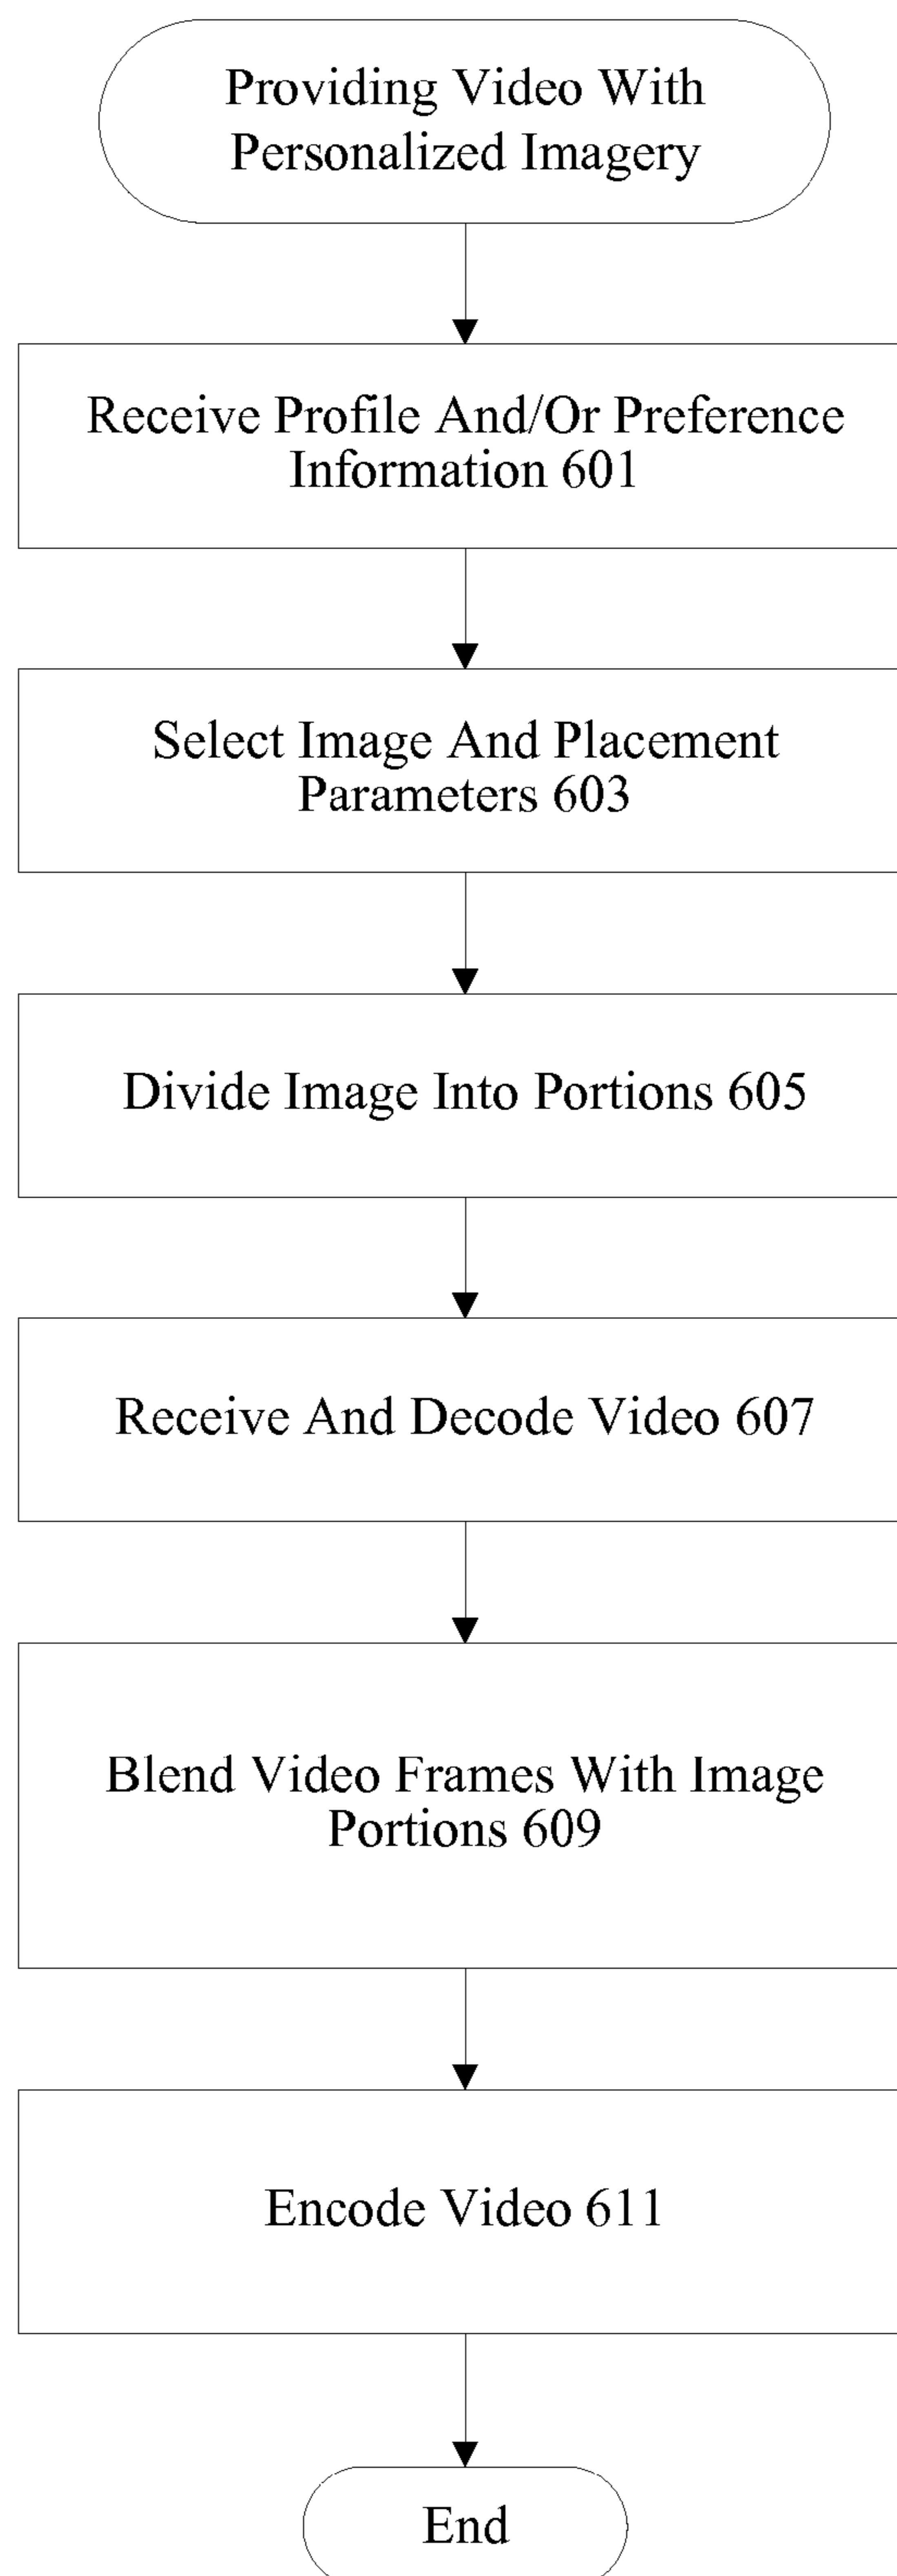 Providing Video With
Personalized Imagery
Receive Profile And/Or Preference
Information 601
Select Image And Placement
Parameters 603
Divide Image Into Portions 605
Receive And Decode Video 607
Blend Video Frames With Image
Portions 609
Encode Video 611
End